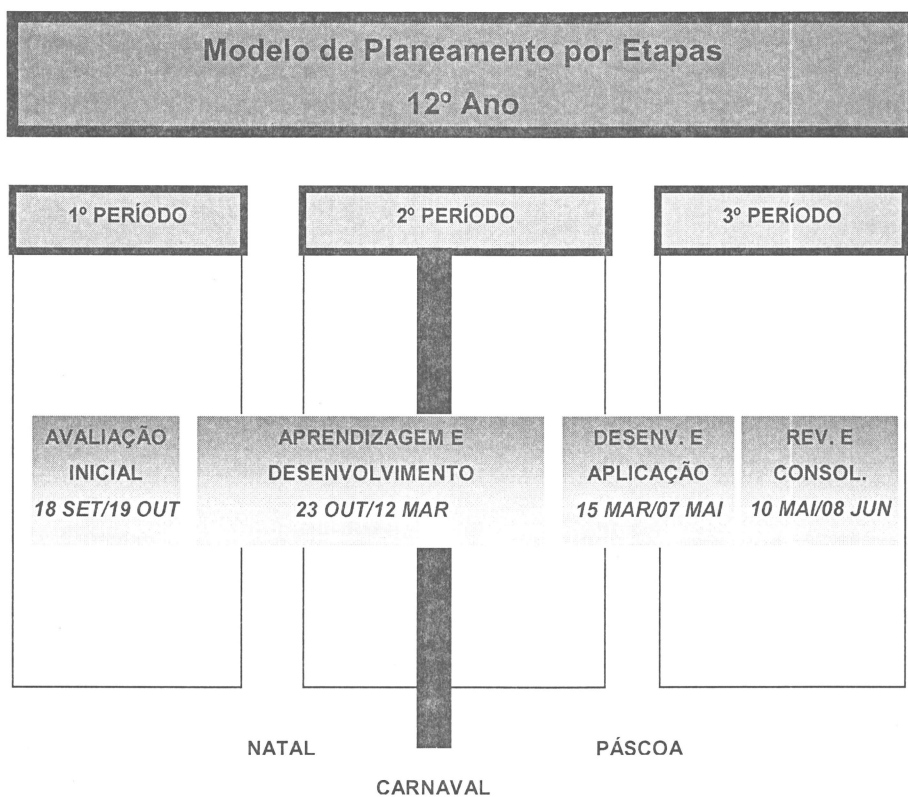 Modelo de Planeamento por Etapas
12º Ano
1º PERÍODO
2º PERÍODO
3º PERÍODO
AVALIAÇÃO
INICIAL
18 SET/19 OUT
APRENDIZAGEM E
DESENVOLVIMENTO
23 OUT/12 MAR
DESENV. E
APLICAÇÃO
15 MAR/07 MAI
REV. E
CONSOL.
10 MAI/08 JUN
NATAL
PÁSCOA
CARNAVAL